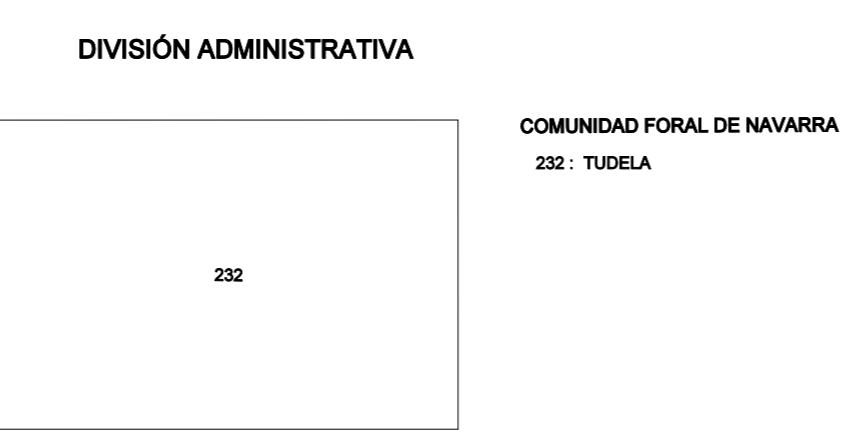 DIVISIÓN ADMINISTRATIVA
COMUNIDAD FORAL DE NAVARRA
232 : TUDELA
232